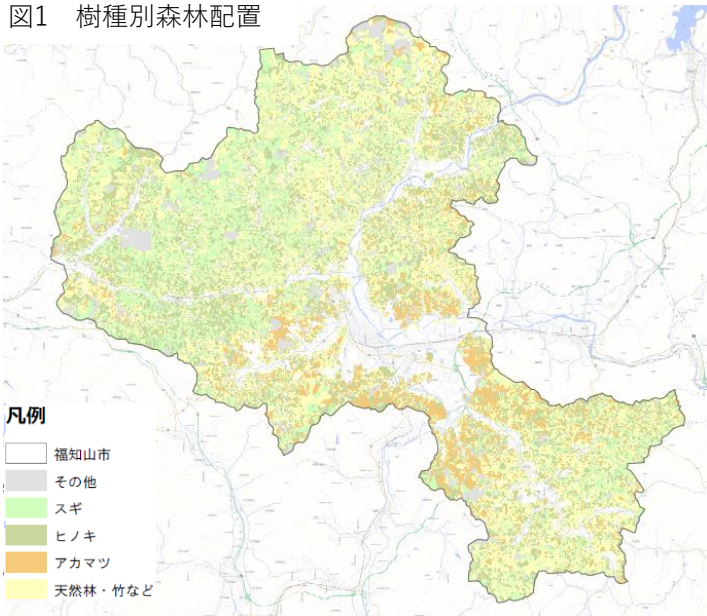 図1 樹種別森林配置
凡例
福知山市
その他
スギ
ヒノキ
アカマツ
天然林・竹など